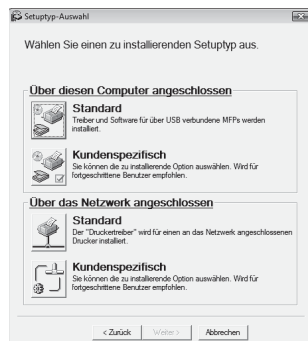 Setuptyp-Auswahl
Wählen Sie einen zu installierenden Setuptyp aus.
Über diesen Computer angeschlossen
Standard
Treiber und Software für über USB verbundene MFPs werden
installiert.
Kundenspezifisch
Sie können die zu installierende Option auswählen. Wird für
fortgeschrittene Benutzer empfohlen.
Über das Netzwerk angeschlossen
Standard
Der "Druckertreiber" wird für einen an das Netzwerk angeschlossenen
Drucker installiert.
Kundenspezifisch
Sie können die zu installierende Option auswählen. Wird für
fortgeschrittene Benutzer empfohlen.
< Zurück Weiter > Abbrechen